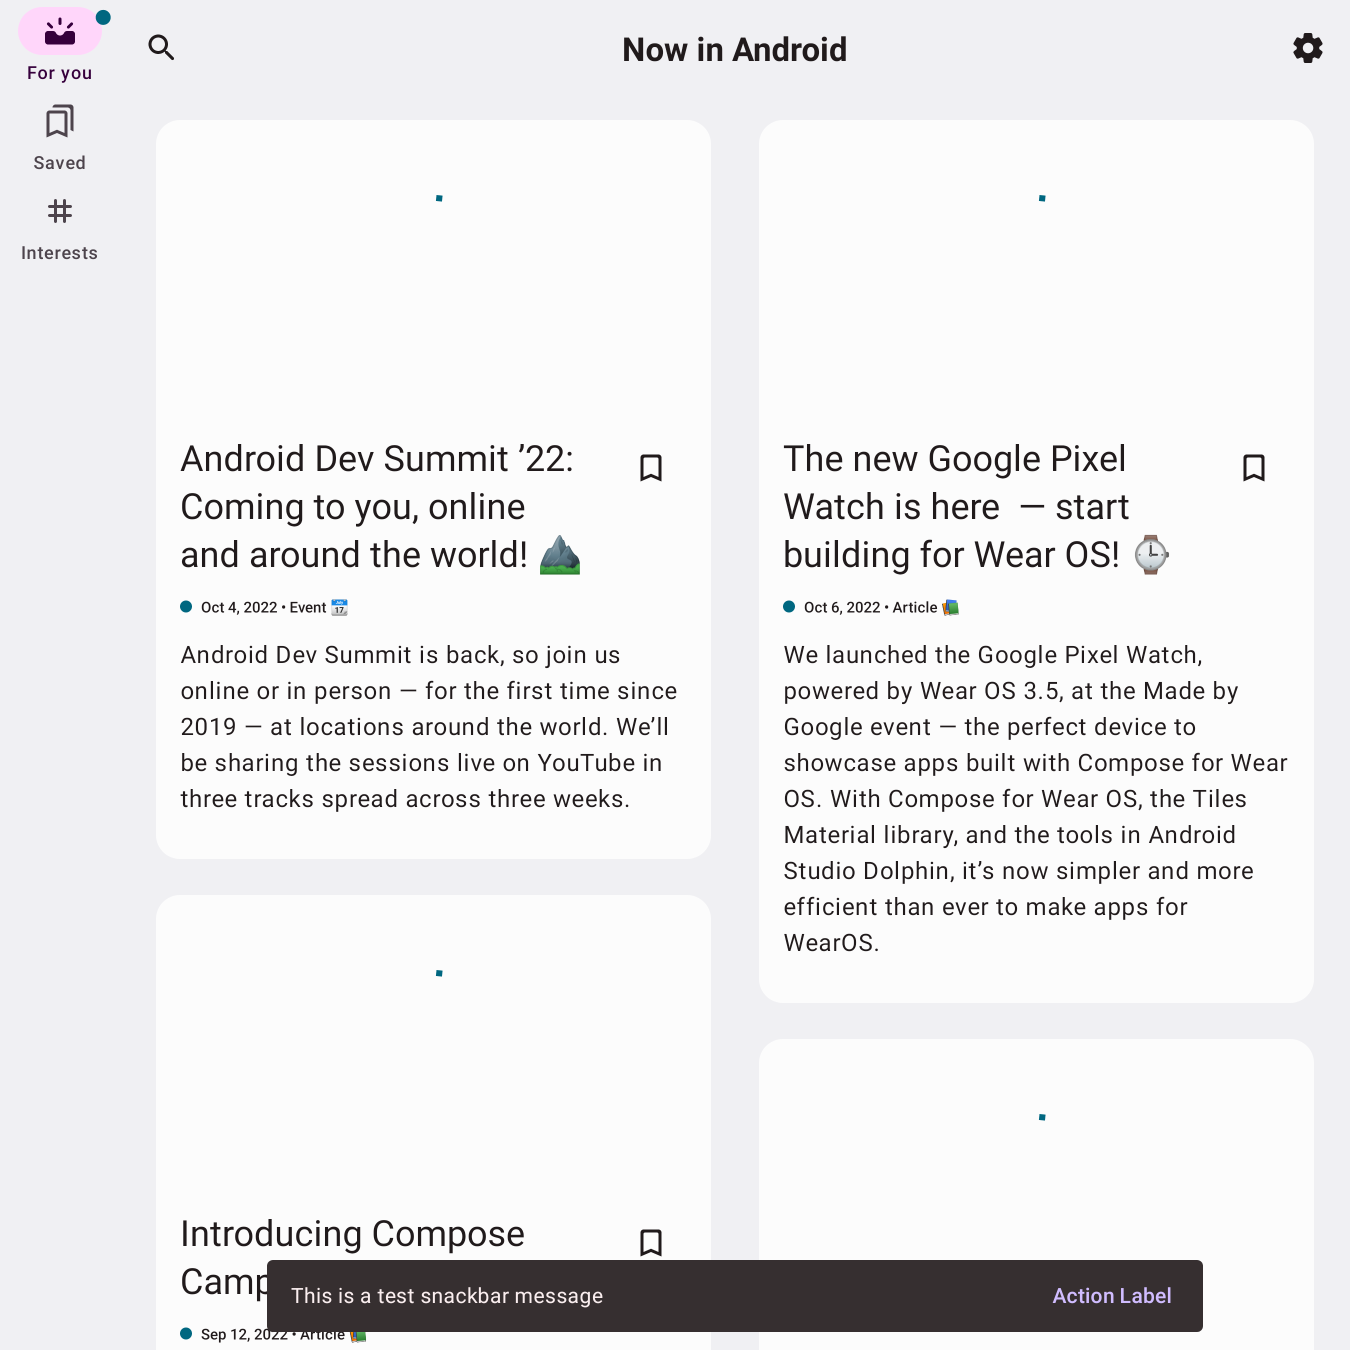 For you
Saved
Interests
Now in Android
Android Dev Summit ’22:
Coming to you, online
and around the world! ⛰️
Oct 4, 2022 • Event 📅
Android Dev Summit is back, so join us
online or in person — for the first time since
2019 — at locations around the world. We’ll
be sharing the sessions live on YouTube in
three tracks spread across three weeks.
The new Google Pixel
Watch is here  — start
building for Wear OS! ⌚
Oct 6, 2022 • Article 📚
We launched the Google Pixel Watch,
powered by Wear OS 3.5, at the Made by
Google event — the perfect device to
showcase apps built with Compose for Wear
OS. With Compose for Wear OS, the Tiles
Material library, and the tools in Android
Studio Dolphin, it’s now simpler and more
efficient than ever to make apps for
WearOS.
Introducing Compose
Camp
Sep 12, 2022 • Article 📚
This is a test snackbar message
Action Label